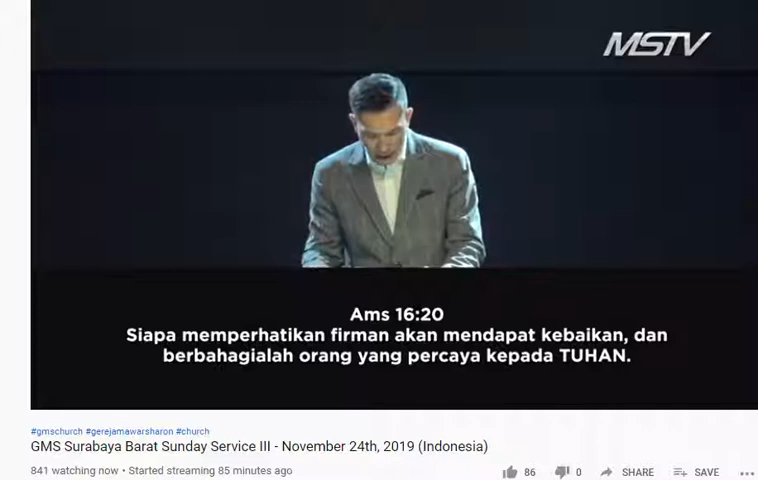 MSTV
Ams 16:20
Siapa memperhatikan firman akan mendapat kebaikan, dan
berbahagialah orang yang percaya kepada TUHAN.
#gmschurch #gerejamawarsharon #church
GMS Surabaya Barat Sunday Service III - November 24th, 2019 (Indonesia)
841 watching now • Started streaming 85 minutes ago
86 0 SHARE SAVE